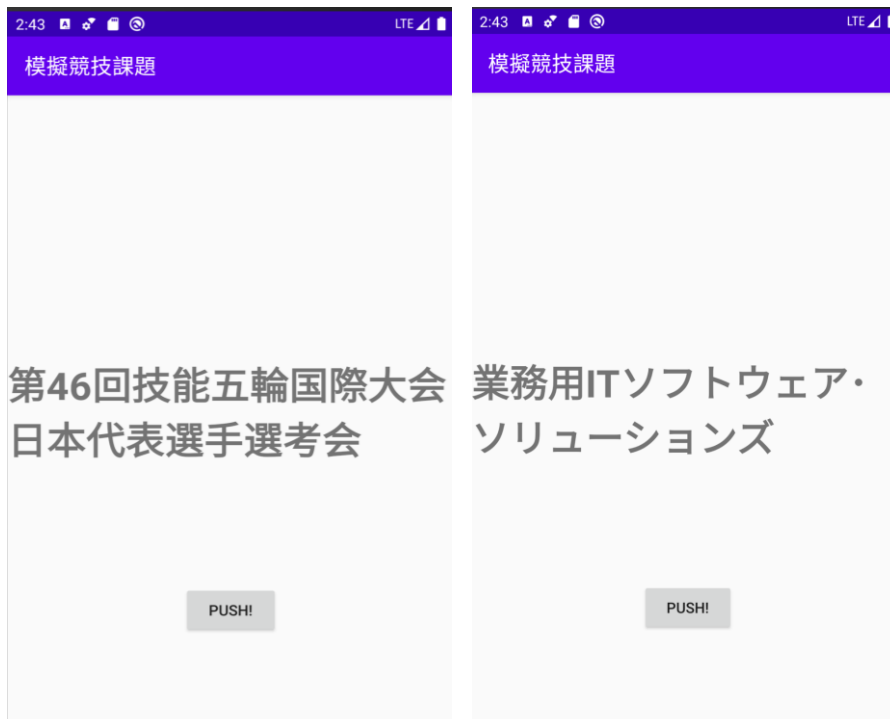 2:43
LTE
模擬競技課題
第46回技能五輪国際大会
日本代表選手選考会
PUSH!
2:43
LTE
模擬競技課題
業務用ITソフトウェア・
ソリューションズ
PUSH!